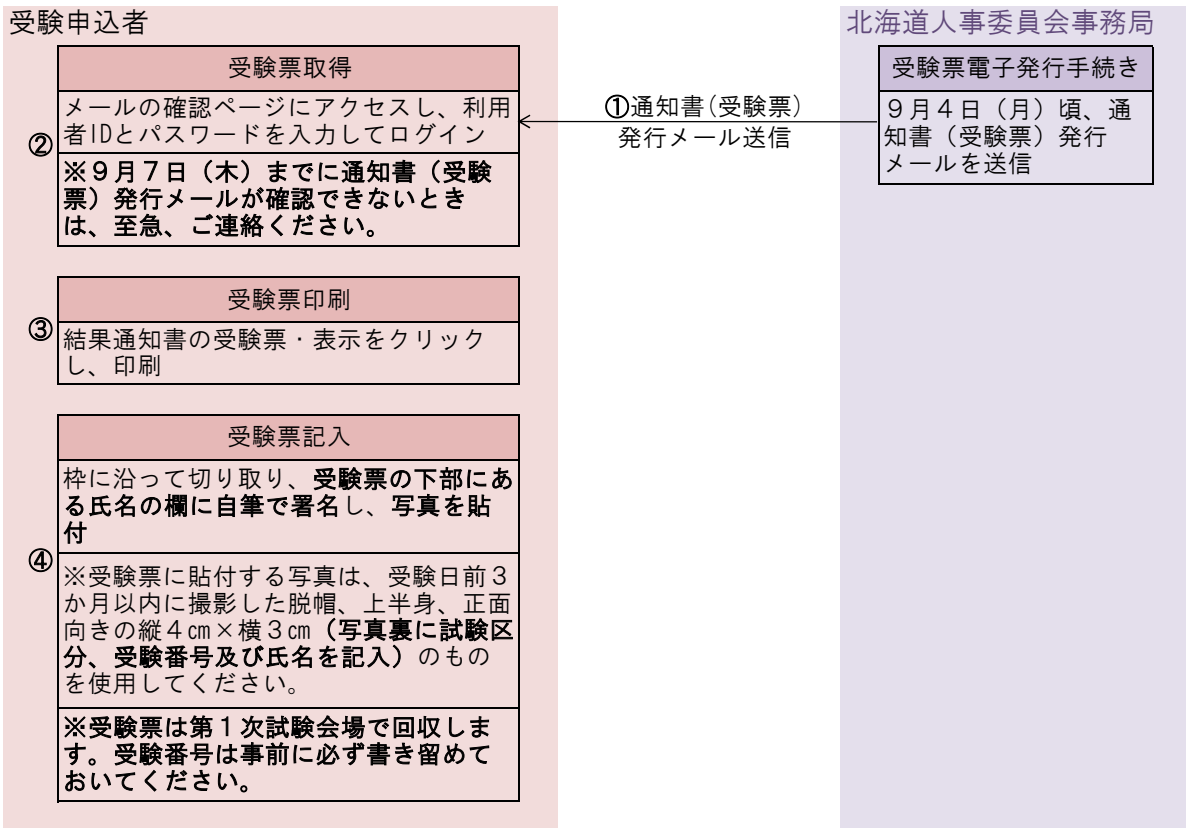 受験申込者
北海道人事委員会事務局
受験票電子発行手続き
９月４日（月）頃、通
知書（受験票）発行
メールを送信
①通知書(受験票)
発行メール送信
②
受験票取得
メールの確認ページにアクセスし、利用
者IDとパスワードを入力してログイン
※９月７日（木）までに通知書（受験
票）発行メールが確認できないとき
は、至急、ご連絡ください。
③
受験票印刷
結果通知書の受験票・表示をクリック
し、印刷
④
受験票記入
枠に沿って切り取り、受験票の下部にあ
る氏名の欄に自筆で署名し、写真を貼
付
※受験票に貼付する写真は、受験日前３
か月以内に撮影した脱帽、上半身、正面
向きの縦４㎝×横３㎝（写真裏に試験区
分、受験番号及び氏名を記入）のもの
を使用してください。
※受験票は第１次試験会場で回収しま
す。受験番号は事前に必ず書き留めて
おいてください。